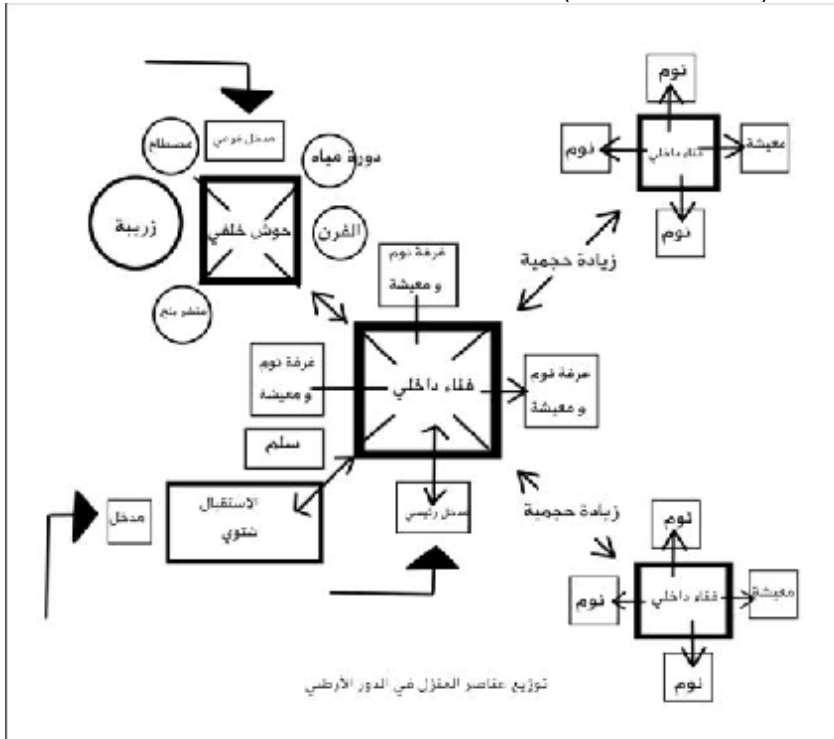 نوم
نوم
فناء داخلي
معيشة
نوم
زيادة حجمية
مدخل فرعي
مصطاح
دورة مياه
زريبة
حوش خلفي
الفرن
غرفة نوم
و معيشة
غرفة نوم
و معيشة
فناء داخلي
غرفة نوم
و معيشة
سلم
مدخل
الاستقبال
شتوي
مدخل رئيسي
زيادة حجمية
نوم
نوم
فناء داخلي
معيشة
نوم
توزيع عناصر المنزل في الدور الأرضي